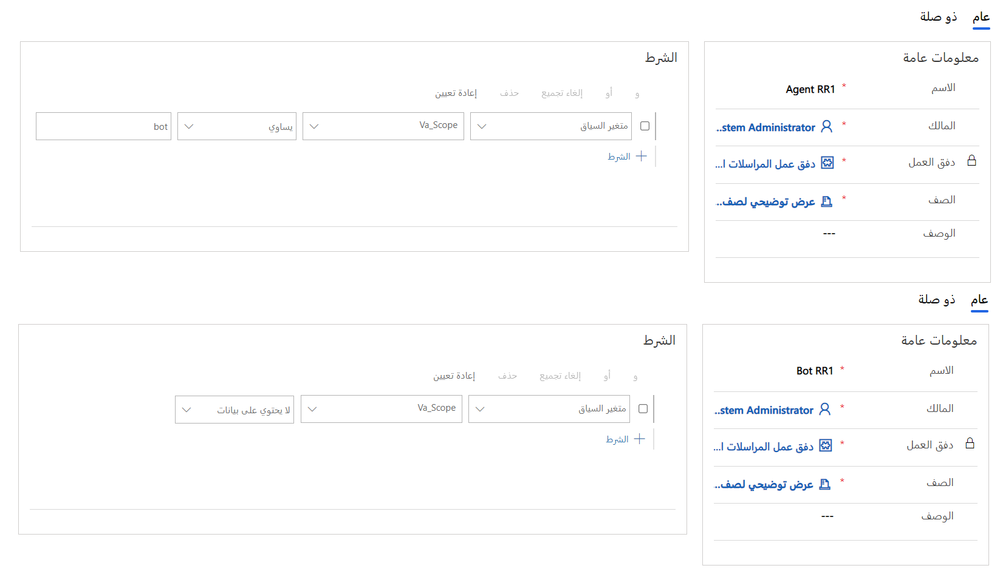 عام ذو صلة
معلومات عامة
الاسم * Agent RR1
المالك * stem Administrator...
دفق العمل * دفق عمل المراسلات ا...
الصف * عرض توضيحي لصف...
الوصف ---
الشرط
و أو إلغاء تجميع حذف إعادة تعيين
متغير السياق Va_Scope يساوي bot
الشرط
عام ذو صلة
معلومات عامة
الاسم * Bot RR1
المالك * stem Administrator...
دفق العمل * دفق عمل المراسلات ا...
الصف * عرض توضيحي لصف...
الوصف ---
الشرط
و أو إلغاء تجميع حذف إعادة تعيين
متغير السياق Va_Scope لا يحتوي على بيانات
الشرط